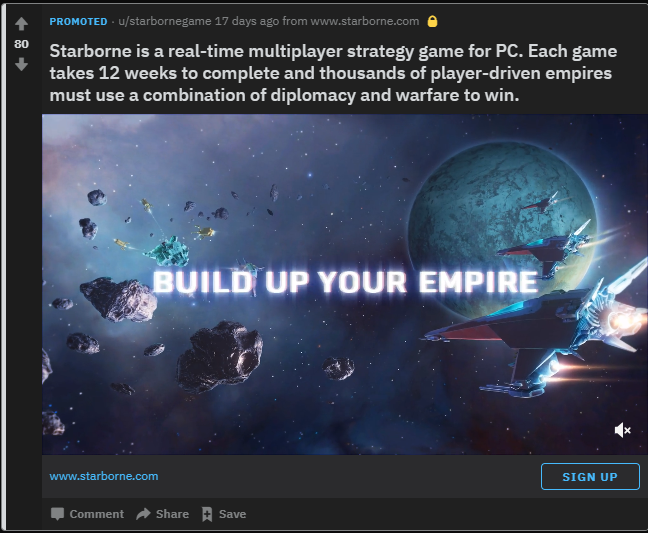 PROMOTED · u/starbornegame 17 days ago from www.starborne.com
80
Starborne is a real-time multiplayer strategy game for PC. Each game
takes 12 weeks to complete and thousands of player-driven empires
must use a combination of diplomacy and warfare to win.
BUILD UP YOUR EMPIRE
www.starborne.com
SIGN UP
Comment Share Save